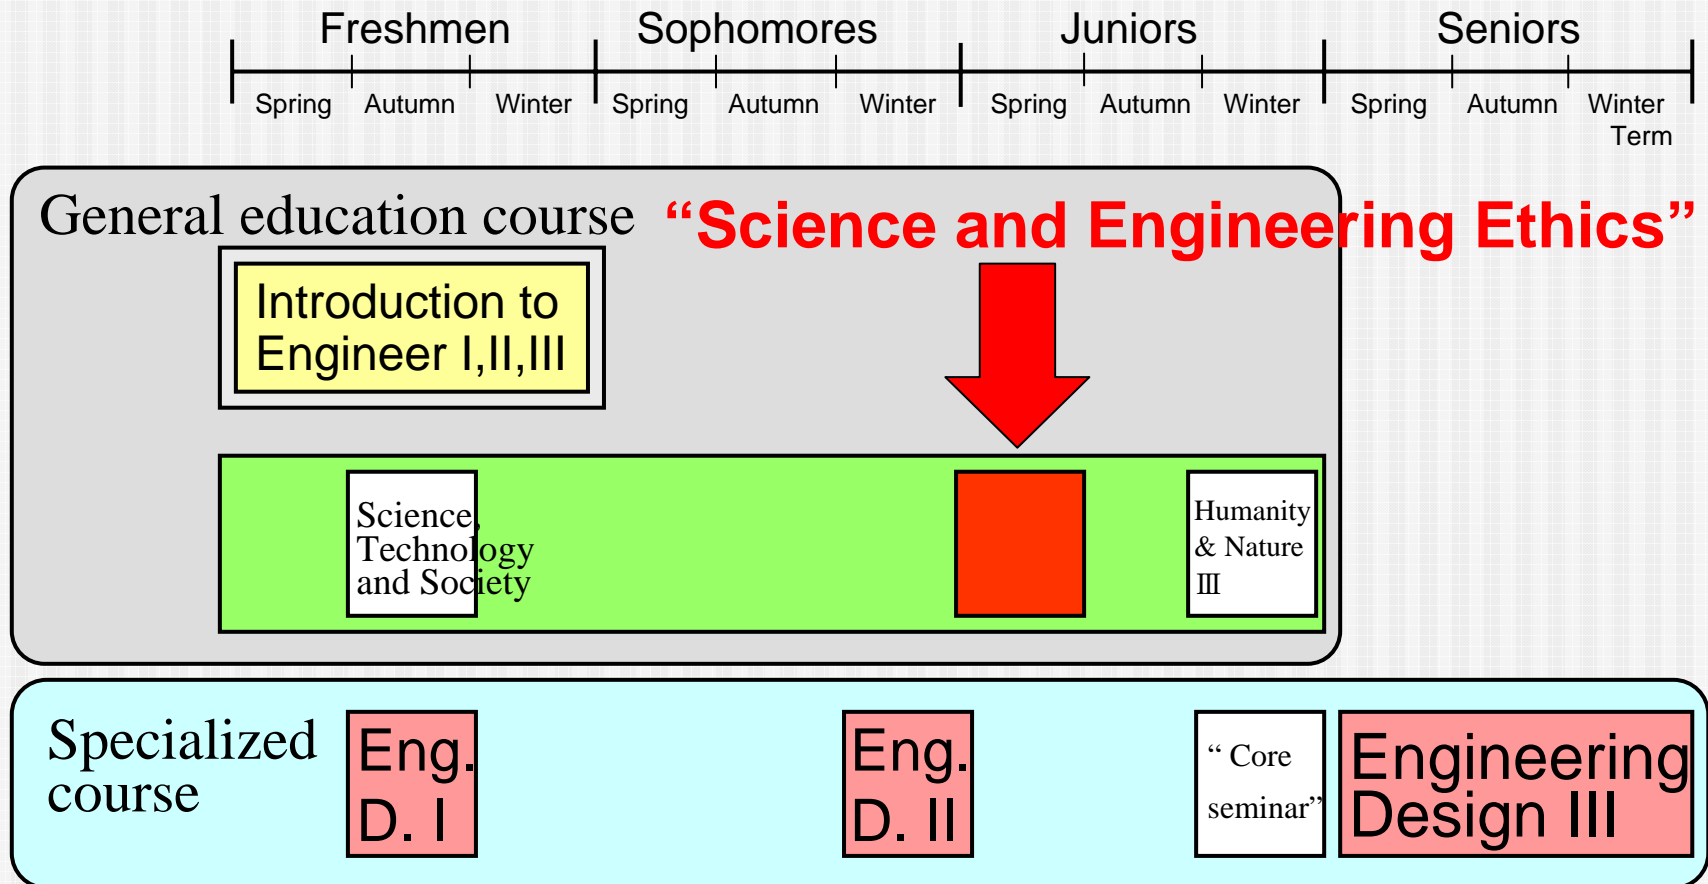 Freshmen Sophomores Juniors Seniors
Spring Autumn Winter Spring Autumn Winter Spring Autumn Winter Spring Autumn Winter
Term
General education course “Science and Engineering Ethics”
Introduction to
Engineer I,II,III
Science,
Technology
and Society
Humanity
& Nature
Ⅲ
Specialized
course
Eng.
D. I
Eng.
D. II
“ Core
seminar”
Engineering
Design III